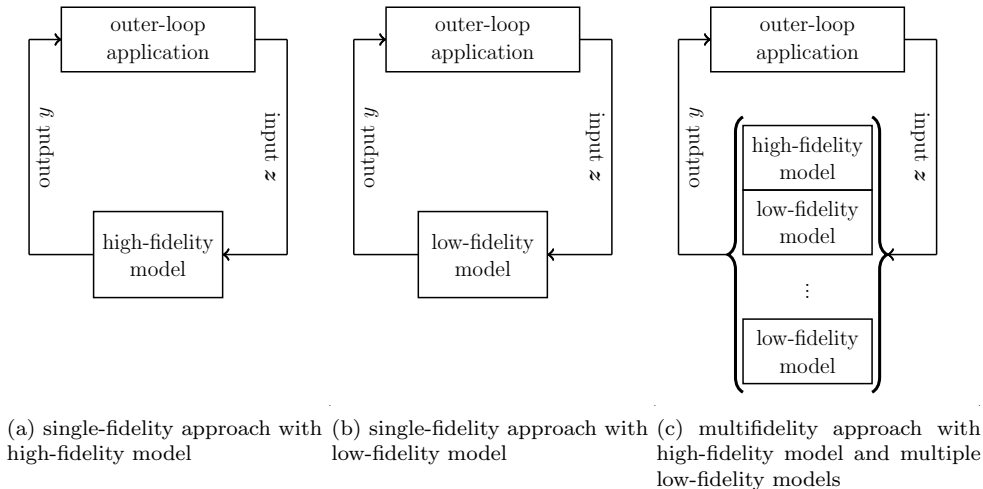 outer-loop
application
output y
input z
high-fidelity
model
(a) single-fidelity approach with
high-fidelity model
outer-loop
application
output y
input z
low-fidelity
model
(b) single-fidelity approach with
low-fidelity model
outer-loop
application
output y
input z
high-fidelity
model
low-fidelity
model
⋮
low-fidelity
model
(c) multifidelity approach with
high-fidelity model and multiple
low-fidelity models